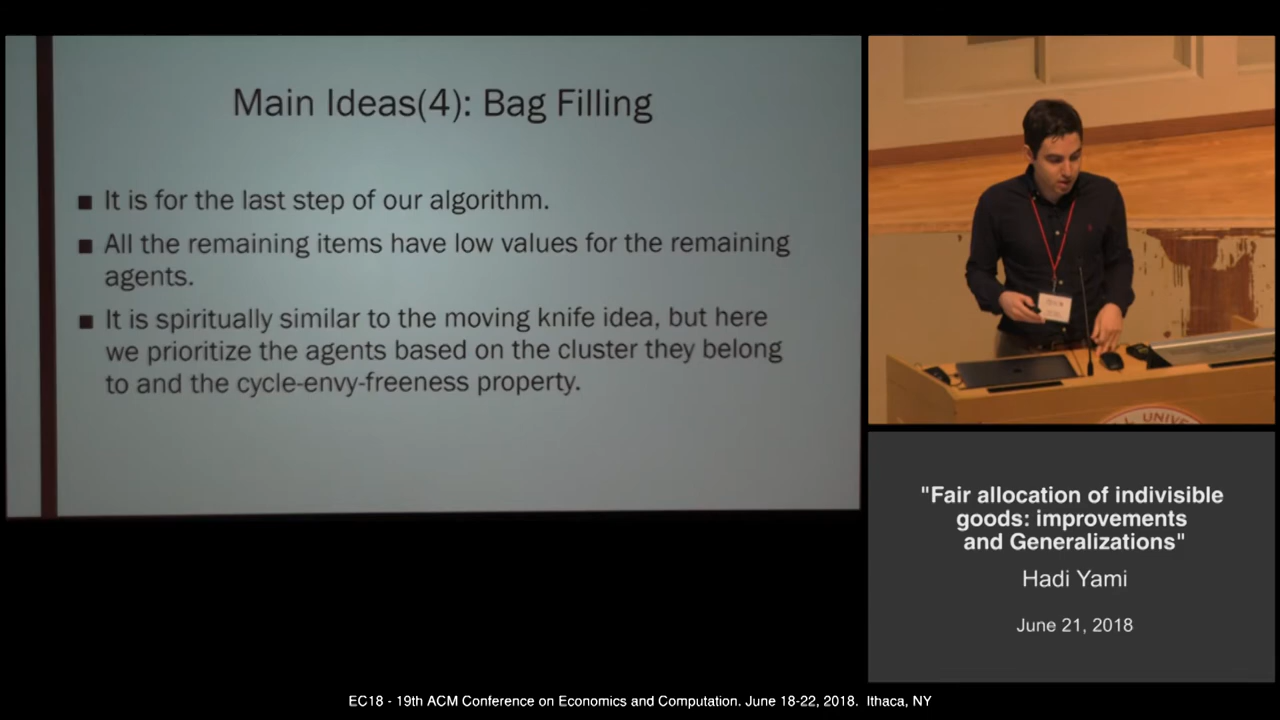 Main Ideas(4): Bag Filling
■ It is for the last step of our algorithm.
■ All the remaining items have low values for the remaining
agents.
■ It is spiritually similar to the moving knife idea, but here
we prioritize the agents based on the cluster they belong
to and the cycle-envy-freeness property.
L UNIVE
"Fair allocation of indivisible
goods: improvements
and Generalizations"
Hadi Yami
June 21, 2018
EC18 - 19th ACM Conference on Economics and Computation. June 18-22, 2018. Ithaca, NY